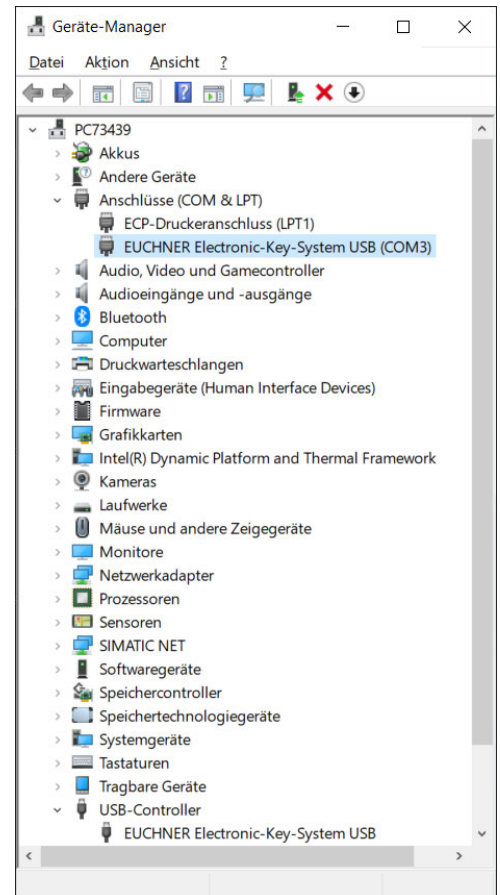 Geräte-Manager
Datei Aktion Ansicht ?
PC73439
Akkus
Andere Geräte
Anschlüsse (COM & LPT)
ECP-Druckeranschluss (LPT1)
EUCHNER Electronic-Key-System USB (COM3)
Audio, Video und Gamecontroller
Audioeingänge und -ausgänge
Bluetooth
Computer
Druckwarteschlangen
Eingabegeräte (Human Interface Devices)
Firmware
Grafikkarten
Intel(R) Dynamic Platform and Thermal Framework
Kameras
Laufwerke
Mäuse und andere Zeigegeräte
Monitore
Netzwerkadapter
Prozessoren
Sensoren
SIMATIC NET
Softwaregeräte
Speichercontroller
Speichertechnologiegeräte
Systemgeräte
Tastaturen
Tragbare Geräte
USB-Controller
EUCHNER Electronic-Key-System USB